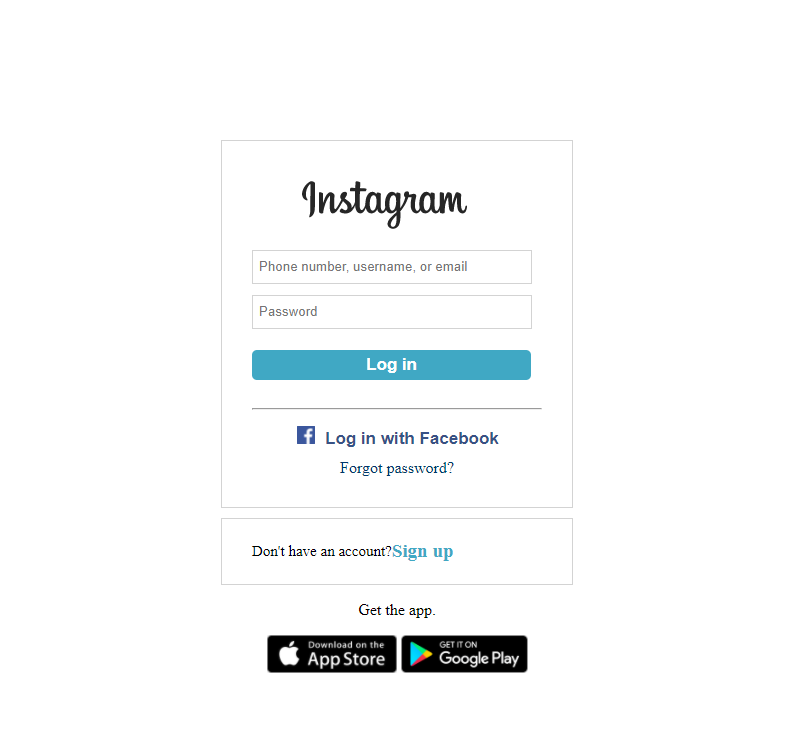 Instagram
Phone number, username, or email
Password
Log in
Log in with Facebook
Forgot password?
Don't have an account?Sign up
Get the app.
Download on the
App Store
GET IT ON
Google Play